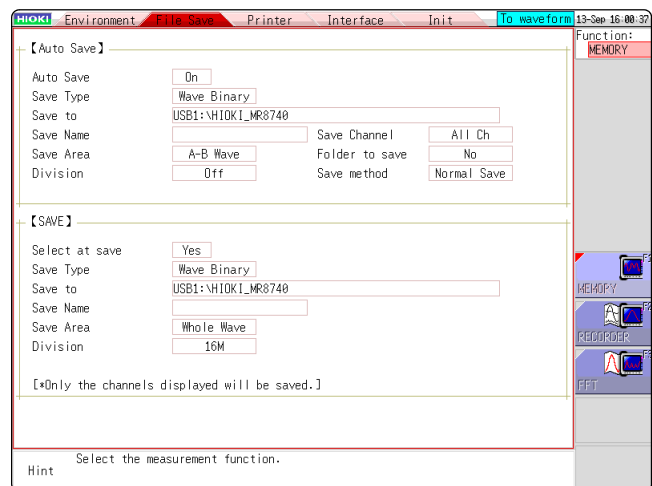 HIOKI Environment File Save Printer Interface Init To waveform 13-Sep 16:00:37
Function:
MEMORY
【Auto Save】
Auto Save On
Save Type Wave Binary
Save to USB1:\HIOKI_MR8740
Save Name Save Channel All Ch
Save Area A-B Wave Folder to save No
Division Off Save method Normal Save
【SAVE】
Select at save Yes
Save Type Wave Binary
Save to USB1:\HIOKI_MR8740
Save Name
Save Area Whole Wave
Division 16M
[*Only the channels displayed will be saved.]
F1
MEMORY
F2
RECORDER
F3
FFT
Select the measurement function.
Hint